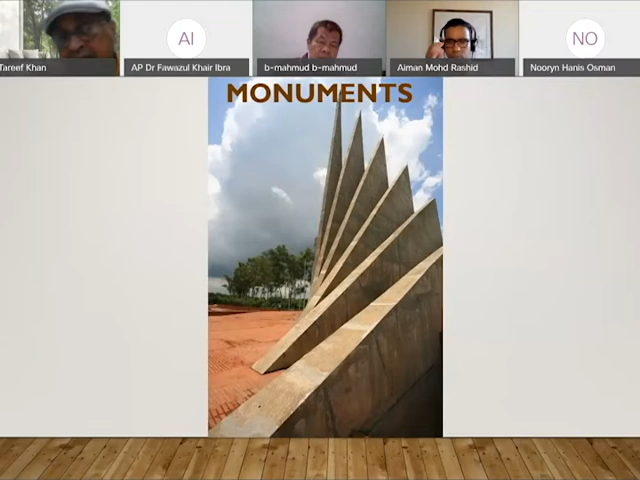 Tareef Khan
AI
AP Dr Fawazul Khair Ibra
b-mahmud b-mahmud
Aiman Mohd Rashid
NO
Nooryn Hanis Osman
MONUMENTS